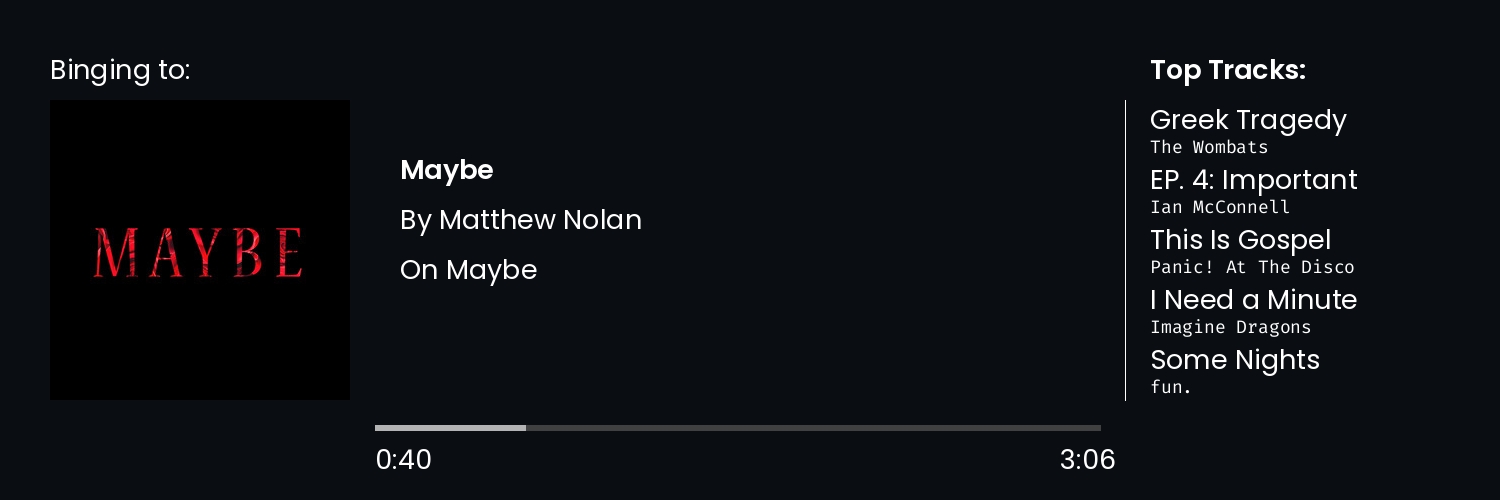 Binging to:
MAYBE
Maybe
By Matthew Nolan
On Maybe
0:40
3:06
Top Tracks:
Greek Tragedy
The Wombats
EP. 4: Important
Ian McConnell
This Is Gospel
Panic! At The Disco
I Need a Minute
Imagine Dragons
Some Nights
fun.